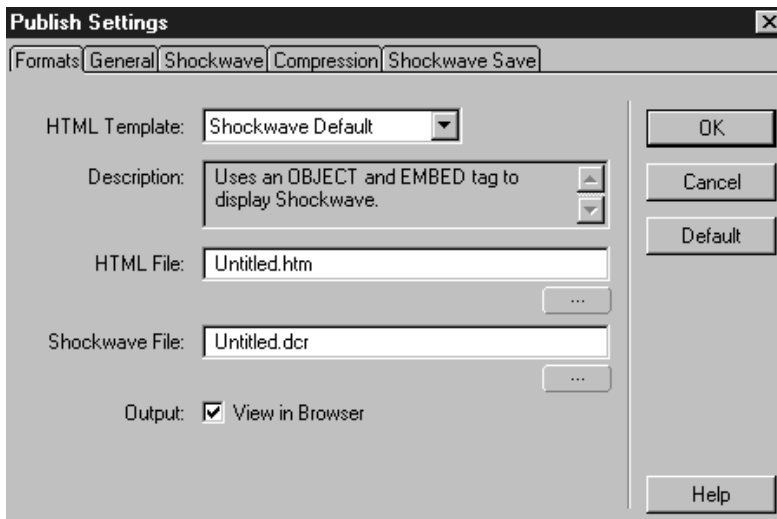 Publish Settings
Formats General Shockwave Compression Shockwave Save
HTML Template: Shockwave Default
OK
Description: Uses an OBJECT and EMBED tag to
display Shockwave.
Cancel
Default
HTML File: Untitled.htm
...
Shockwave File: Untitled.dcr
...
Output: View in Browser
Help